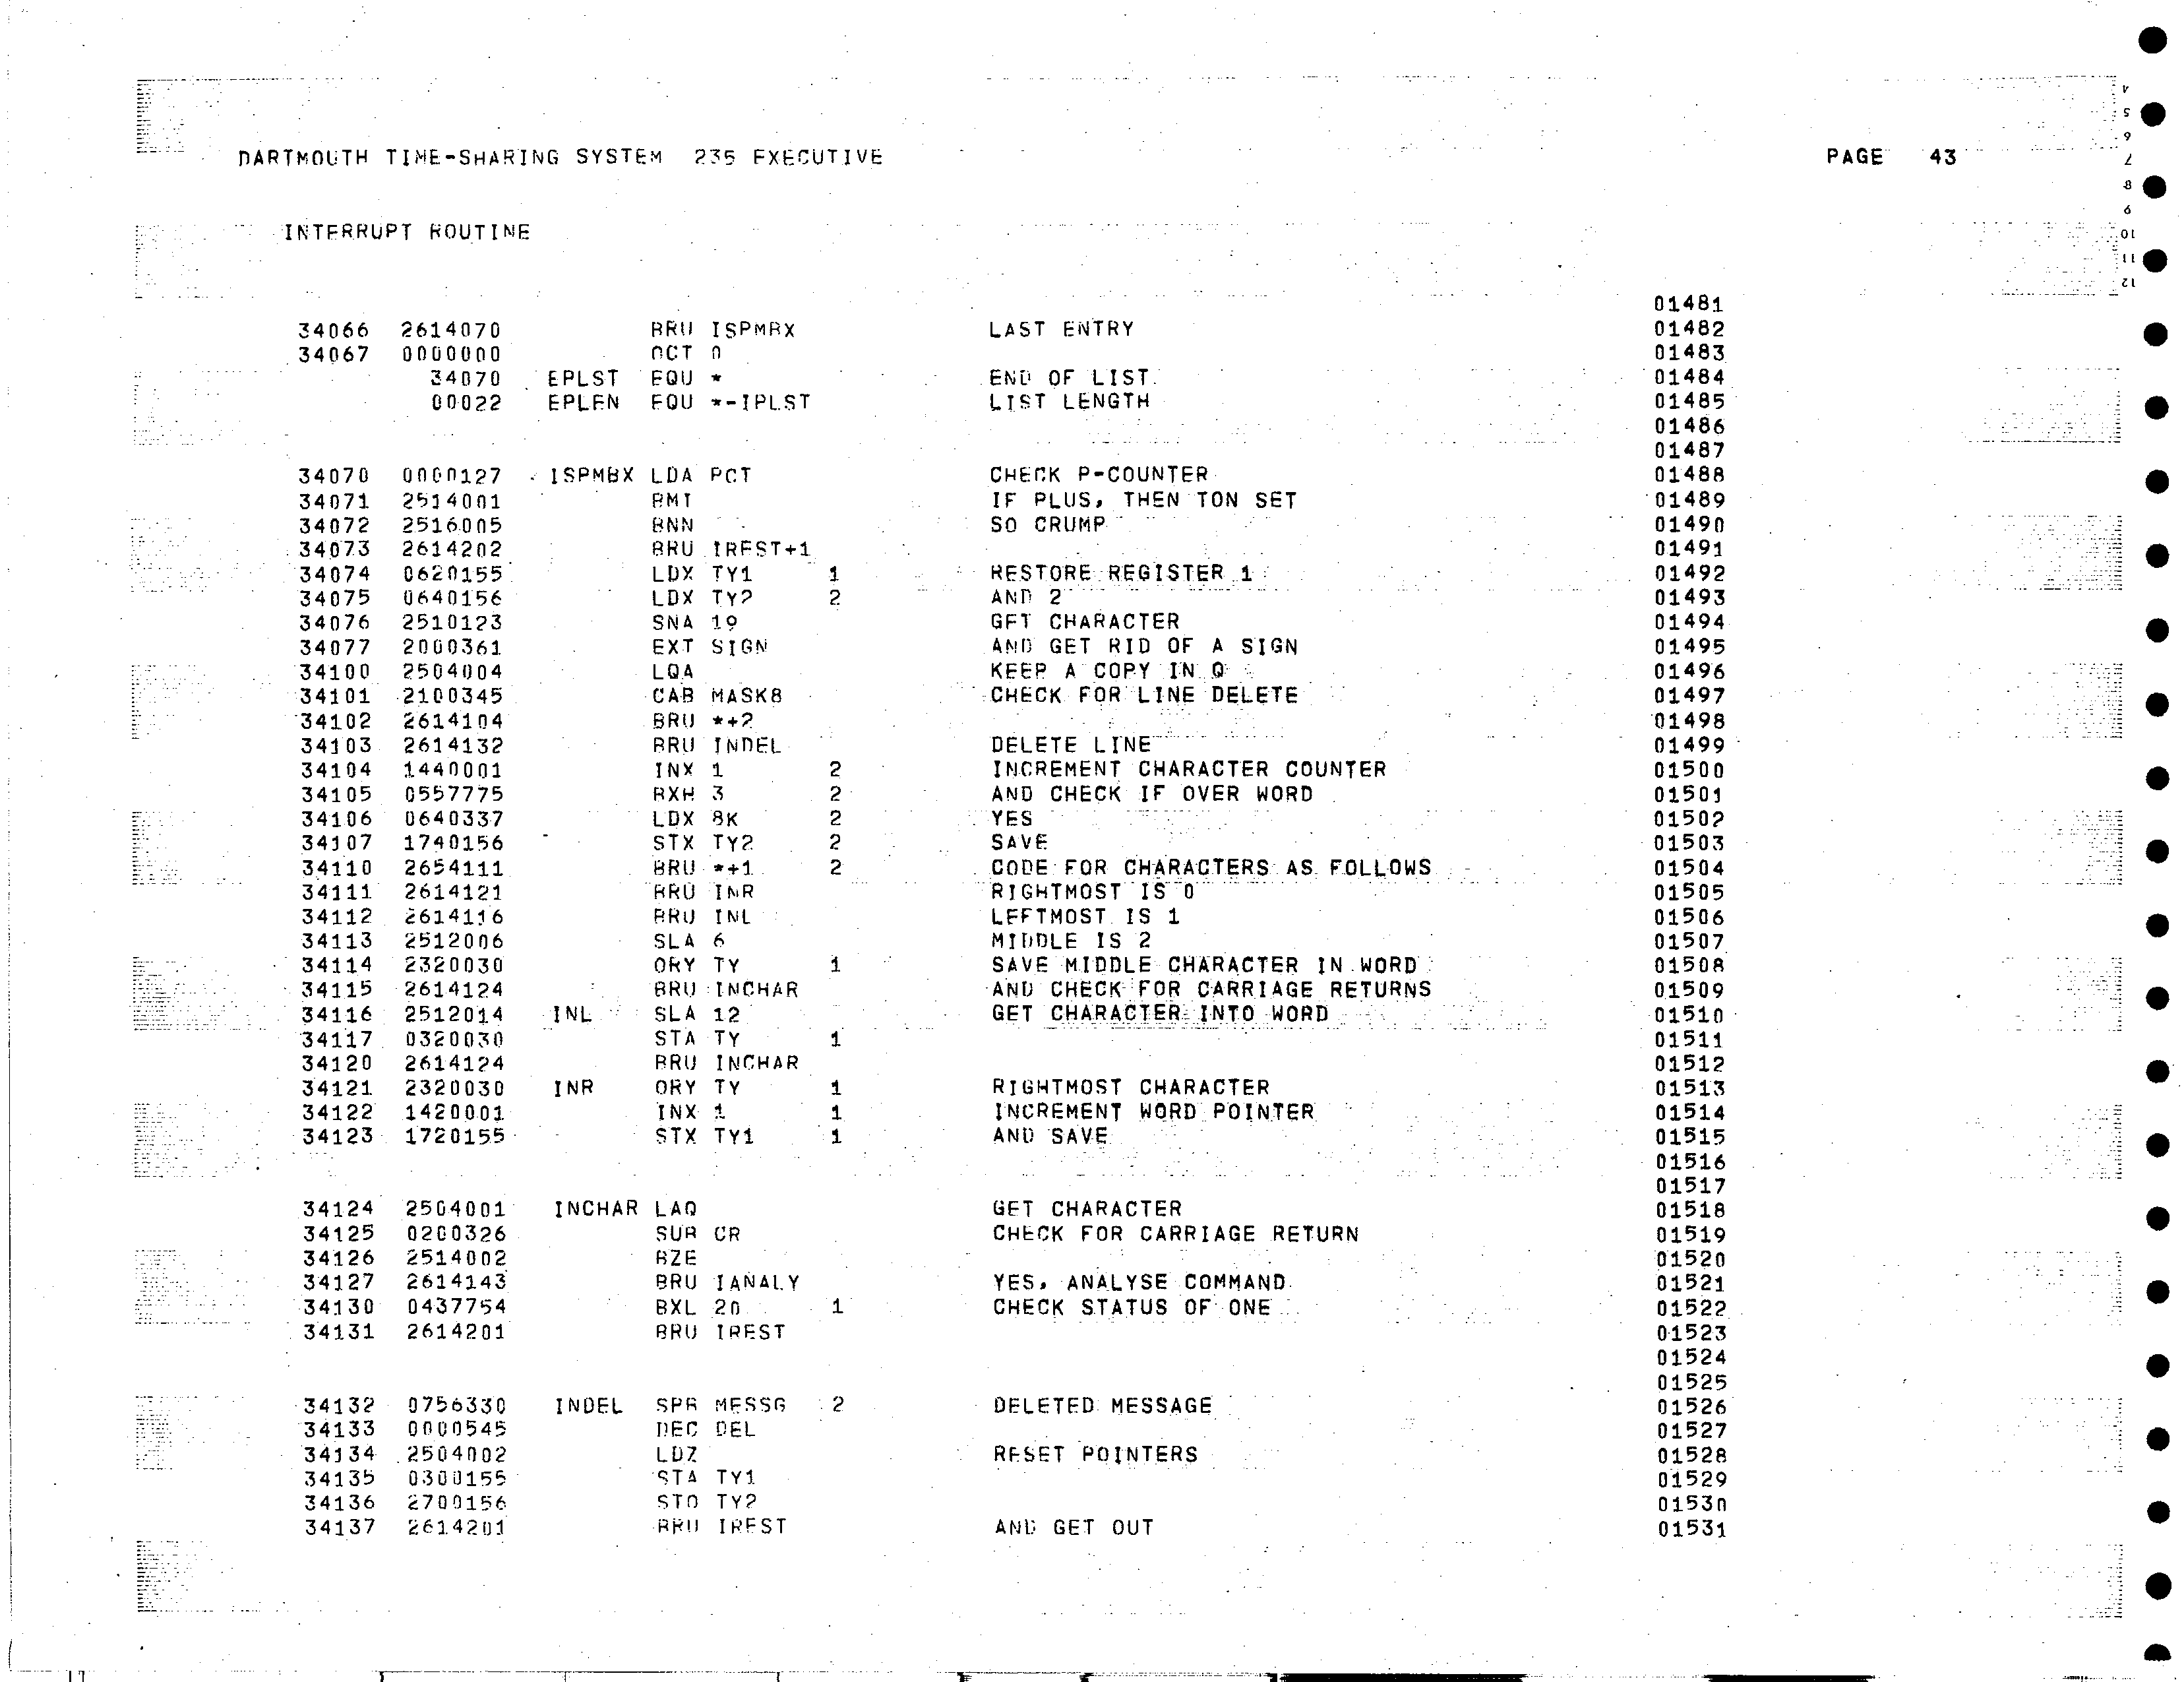 DARTMOUTH TIME-SHARING SYSTEM 235 EXECUTIVE PAGE 43
INTERRUPT ROUTINE
01481
34066 2614070 BRU ISPMBX LAST ENTRY 01482
34067 0000000 OCT 0 01483
34070 EPLST EQU * END OF LIST 01484
00022 EPLEN EQU *-IPLST LIST LENGTH 01485
01486
01487
34070 0000127 ISPMBX LDA PCT CHECK P-COUNTER 01488
34071 2514001 BMI IF PLUS, THEN TON SET 01489
34072 2516005 BNN SO CRUMP 01490
34073 2614202 BRU IREST+1 01491
34074 0620155 LDX TY1 1 RESTORE REGISTER 1 01492
34075 0640156 LDX TY2 2 AND 2 01493
34076 2510123 SNA 19 GET CHARACTER 01494
34077 2000361 EXT SIGN AND GET RID OF A SIGN 01495
34100 2504004 LQA KEEP A COPY IN Q 01496
34101 2100345 CAB MASK8 CHECK FOR LINE DELETE 01497
34102 2614104 BRU *+2 01498
34103 2614132 BRU INDEL DELETE LINE 01499
34104 1440001 INX 1 2 INCREMENT CHARACTER COUNTER 01500
34105 0557775 BXH 3 2 AND CHECK IF OVER WORD 01501
34106 0640337 LDX 8K 2 YES 01502
34107 1740156 STX TY2 2 SAVE 01503
34110 2654111 BRU *+1 2 CODE FOR CHARACTERS AS FOLLOWS 01504
34111 2614121 BRU INR RIGHTMOST IS 0 01505
34112 2614116 BRU INL LEFTMOST IS 1 01506
34113 2512006 SLA 6 MIDDLE IS 2 01507
34114 2320030 ORY TY 1 SAVE MIDDLE CHARACTER IN WORD 01508
34115 2614124 BRU INCHAR AND CHECK FOR CARRIAGE RETURNS 01509
34116 2512014 INL SLA 12 GET CHARACTER INTO WORD 01510
34117 0320030 STA TY 1 01511
34120 2614124 BRU INCHAR 01512
34121 2320030 INR ORY TY 1 RIGHTMOST CHARACTER 01513
34122 1420001 INX 1 1 INCREMENT WORD POINTER 01514
34123 1720155 STX TY1 1 AND SAVE 01515
01516
01517
34124 2504001 INCHAR LAQ GET CHARACTER 01518
34125 0200326 SUB CR CHECK FOR CARRIAGE RETURN 01519
34126 2514002 BZE 01520
34127 2614143 BRU IANALY YES, ANALYSE COMMAND 01521
34130 0437754 BXL 20 1 CHECK STATUS OF ONE 01522
34131 2614201 BRU IREST 01523
01524
01525
34132 0756330 INDEL SPB MESSG 2 DELETED MESSAGE 01526
34133 0000545 DEC DEL 01527
34134 2504002 LDZ RESET POINTERS 01528
34135 0300155 STA TY1 01529
34136 2700156 STO TY2 01530
34137 2614201 BRU IREST AND GET OUT 01531
4
5
6
7
8
9
10
11
12